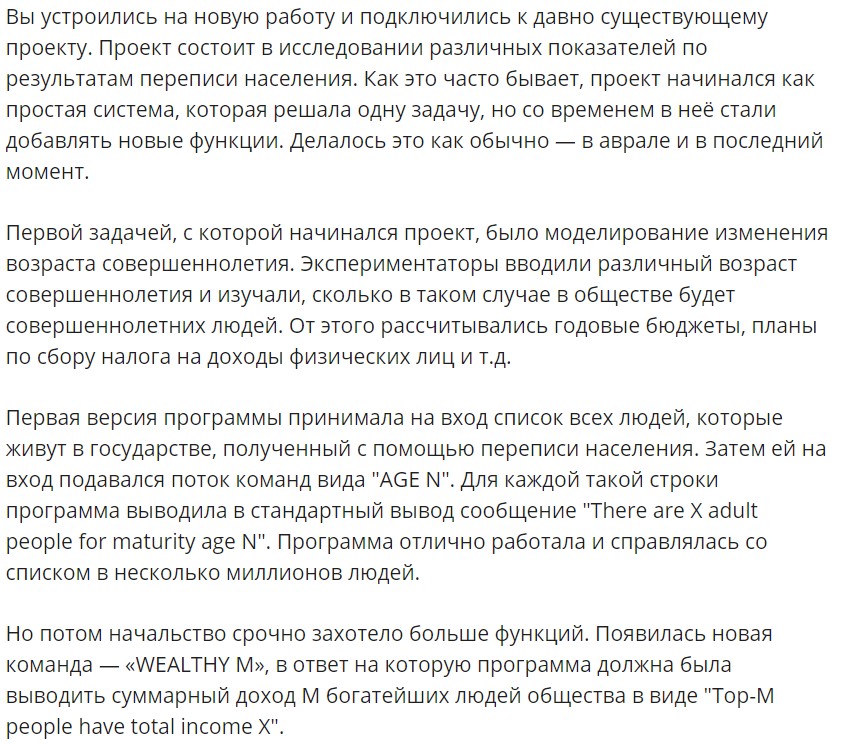 Вы устроились на новую работу и подключились к давно существующему
проекту. Проект состоит в исследовании различных показателей по
результатам переписи населения. Как это часто бывает, проект начинался как
простая система, которая решала одну задачу, но со временем в неё стали
добавлять новые функции. Делалось это как обычно — в аврале и в последний
момент.
Первой задачей, с которой начинался проект, было моделирование изменения
возраста совершеннолетия. Экспериментаторы вводили различный возраст
совершеннолетия и изучали, сколько в таком случае в обществе будет
совершеннолетних людей. От этого рассчитывались годовые бюджеты, планы
по сбору налога на доходы физических лиц и т.д.
Первая версия программы принимала на вход список всех людей, которые
живут в государстве, полученный с помощью переписи населения. Затем ей на
вход подавался поток команд вида "AGE N". Для каждой такой строки
программа выводила в стандартный вывод сообщение "There are X adult
people for maturity age N". Программа отлично работала и справлялась со
списком в несколько миллионов людей.
Но потом начальство срочно захотело больше функций. Появилась новая
команда — «WEALTHY M», в ответ на которую программа должна была
выводить суммарный доход M богатейших людей общества в виде "Top-M
people have total income X".